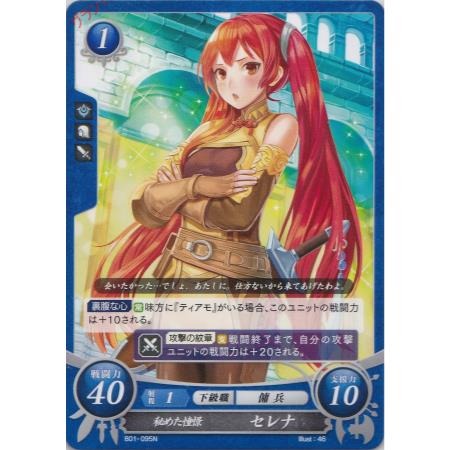 1
会いたかった…でしょ、あたしに。仕方ないから来てあげたわよ。
裏腹な心 常 味方に『ティアモ』がいる場合、このユニットの戦闘力
は+10される。
攻撃の紋章 支 戦闘終了まで、自分の攻撃
ユニットの戦闘力は+20される。
戦闘力
40
射程 1 下級職 傭兵
支援力
10
秘めた憧憬 セレナ
B01-095N
Illust：46